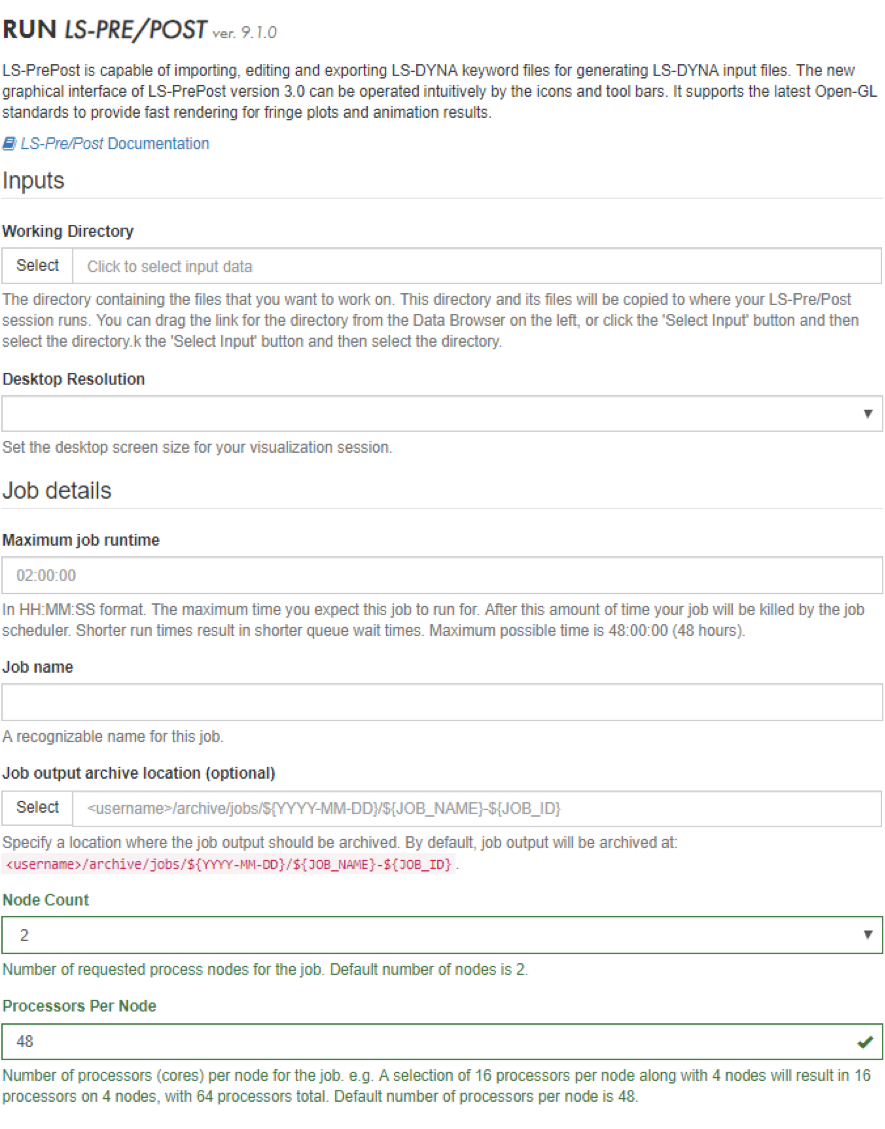 RUN LS-PRE/POST ver. 9.1.0
LS-PrePost is capable of importing, editing and exporting LS-DYNA keyword files for generating LS-DYNA input files. The new
graphical interface of LS-PrePost version 3.0 can be operated intuitively by the icons and tool bars. It supports the latest Open-GL
standards to provide fast rendering for fringe plots and animation results.
LS-Pre/Post Documentation
Inputs
Working Directory
Select Click to select input data
The directory containing the files that you want to work on. This directory and its files will be copied to where your LS-Pre/Post
session runs. You can drag the link for the directory from the Data Browser on the left, or click the 'Select Input' button and then
select the directory.k the 'Select Input' button and then select the directory.
Desktop Resolution
Set the desktop screen size for your visualization session.
Job details
Maximum job runtime
02:00:00
In HH:MM:SS format. The maximum time you expect this job to run for. After this amount of time your job will be killed by the job
scheduler. Shorter run times result in shorter queue wait times. Maximum possible time is 48:00:00 (48 hours).
Job name
A recognizable name for this job.
Job output archive location (optional)
Select <username>/archive/jobs/${YYYY-MM-DD}/${JOB_NAME}-${JOB_ID}
Specify a location where the job output should be archived. By default, job output will be archived at:
<username>/archive/jobs/${YYYY-MM-DD}/${JOB_NAME}-${JOB_ID} .
Node Count
2
Number of requested process nodes for the job. Default number of nodes is 2.
Processors Per Node
48
Number of processors (cores) per node for the job. e.g. A selection of 16 processors per node along with 4 nodes will result in 16
processors on 4 nodes, with 64 processors total. Default number of processors per node is 48.